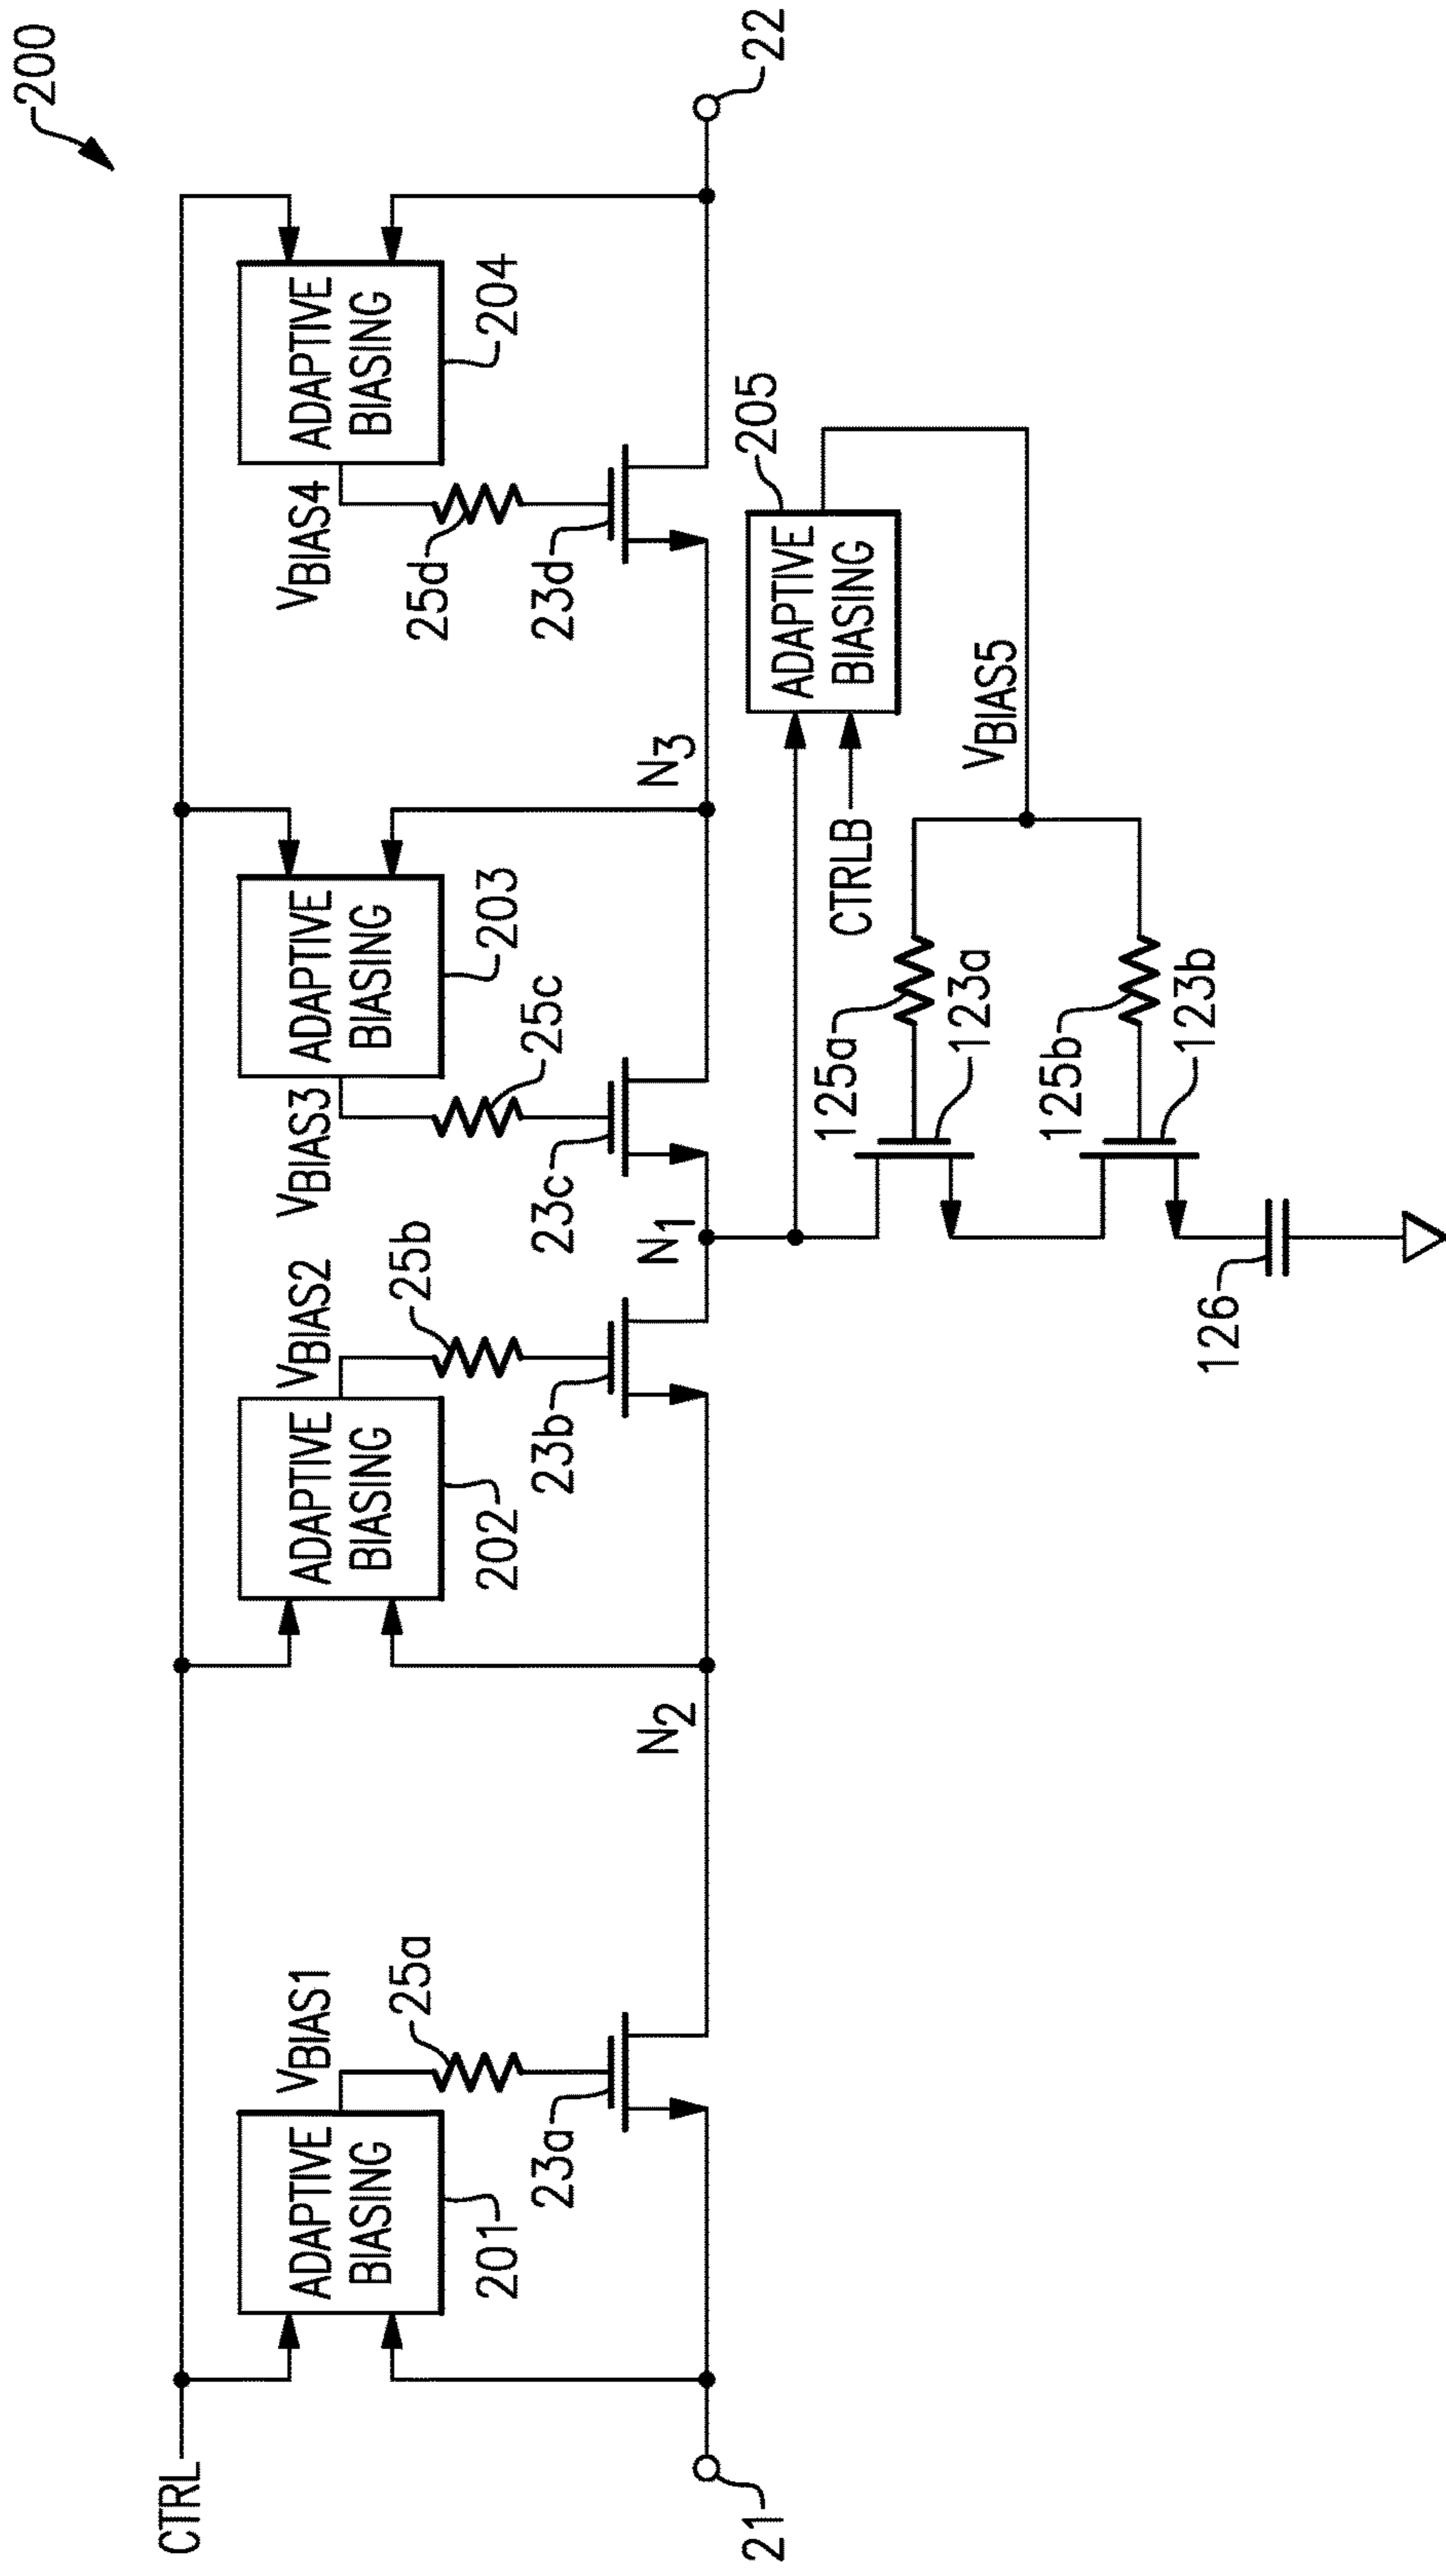 200
CTRL
ADAPTIVE
BIASING
201
VBIAS1
25a
23a
ADAPTIVE
BIASING
202
VBIAS2
25b
23b
ADAPTIVE
BIASING
203
VBIAS3
25c
23c
ADAPTIVE
BIASING
204
VBIAS4
25d
23d
21
N2
N1
N3
22
ADAPTIVE
BIASING
205
CTRLB
VBIAS5
125a
123a
125b
123b
126